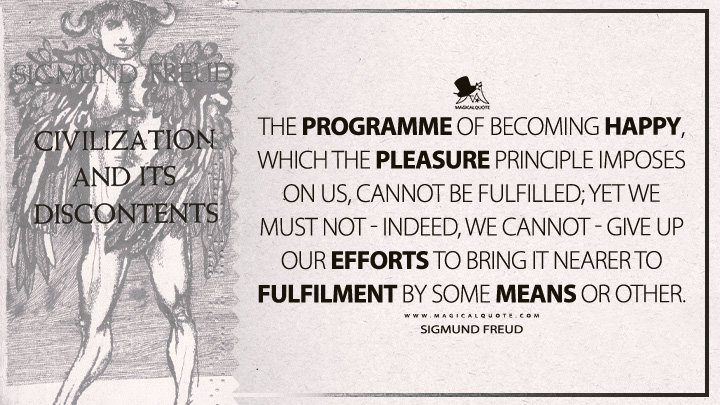 SIGMUND FREUD
CIVILIZATION
AND ITS
DISCONTENTS
MAGICALQUOTE
THE PROGRAMME OF BECOMING HAPPY,
WHICH THE PLEASURE PRINCIPLE IMPOSES
ON US, CANNOT BE FULFILLED; YET WE
MUST NOT - INDEED, WE CANNOT - GIVE UP
OUR EFFORTS TO BRING IT NEARER TO
FULFILMENT BY SOME MEANS OR OTHER.
WWW.MAGICALQUOTE.COM
SIGMUND FREUD